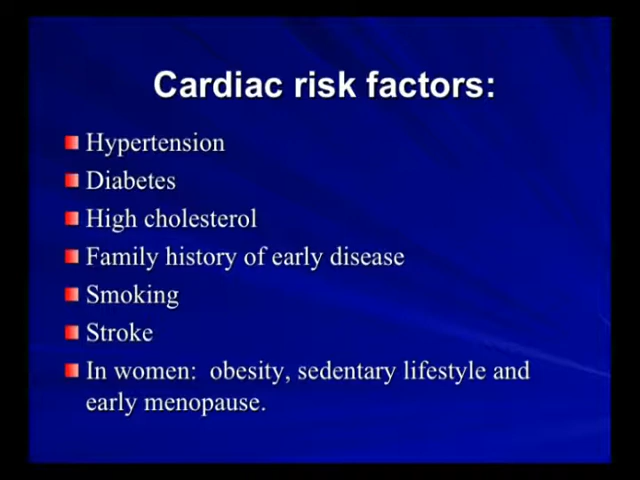 Cardiac risk factors:
Hypertension
Diabetes
High cholesterol
Family history of early disease
Smoking
Stroke
In women:  obesity, sedentary lifestyle and
early menopause.